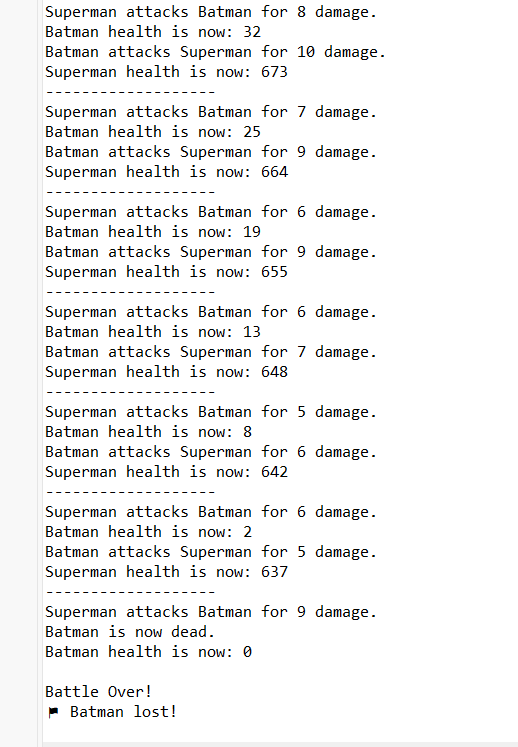 Superman attacks Batman for 8 damage.
Batman health is now: 32
Batman attacks Superman for 10 damage.
Superman health is now: 673
-------------------
Superman attacks Batman for 7 damage.
Batman health is now: 25
Batman attacks Superman for 9 damage.
Superman health is now: 664
-------------------
Superman attacks Batman for 6 damage.
Batman health is now: 19
Batman attacks Superman for 9 damage.
Superman health is now: 655
-------------------
Superman attacks Batman for 6 damage.
Batman health is now: 13
Batman attacks Superman for 7 damage.
Superman health is now: 648
-------------------
Superman attacks Batman for 5 damage.
Batman health is now: 8
Batman attacks Superman for 6 damage.
Superman health is now: 642
-------------------
Superman attacks Batman for 6 damage.
Batman health is now: 2
Batman attacks Superman for 5 damage.
Superman health is now: 637
-------------------
Superman attacks Batman for 9 damage.
Batman is now dead.
Batman health is now: 0

Battle Over!
🏴 Batman lost!